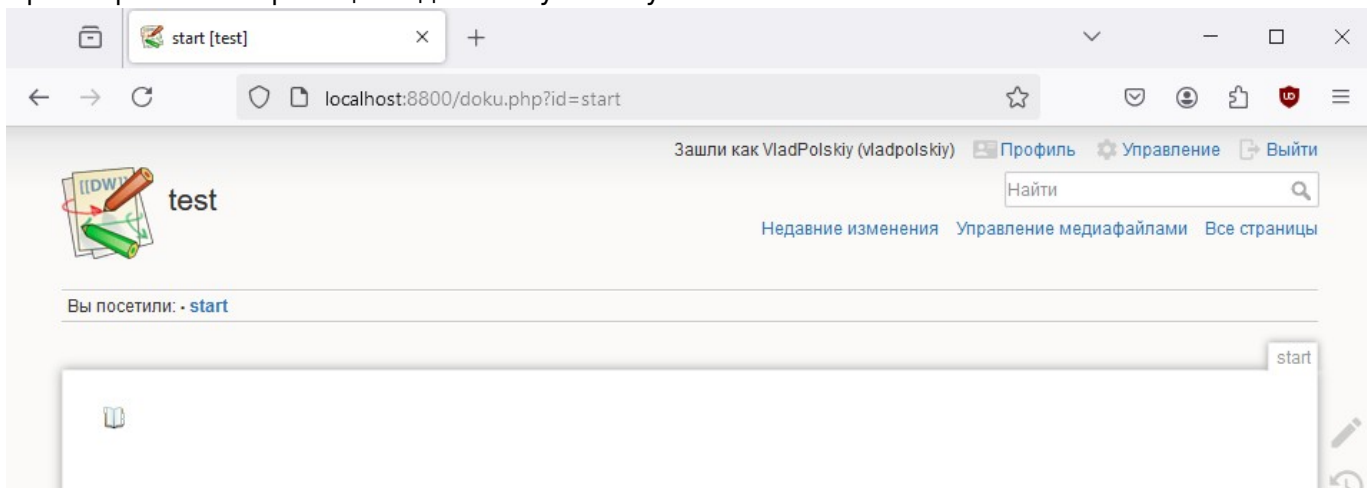 start [test]
localhost:8800/doku.php?id=start
Зашли как VladPolskiy (vladpolskiy) Профиль Управление Выйти
[[DW]]
test
Найти
Недавние изменения Управление медиафайлами Все страницы
Вы посетили: • start
start